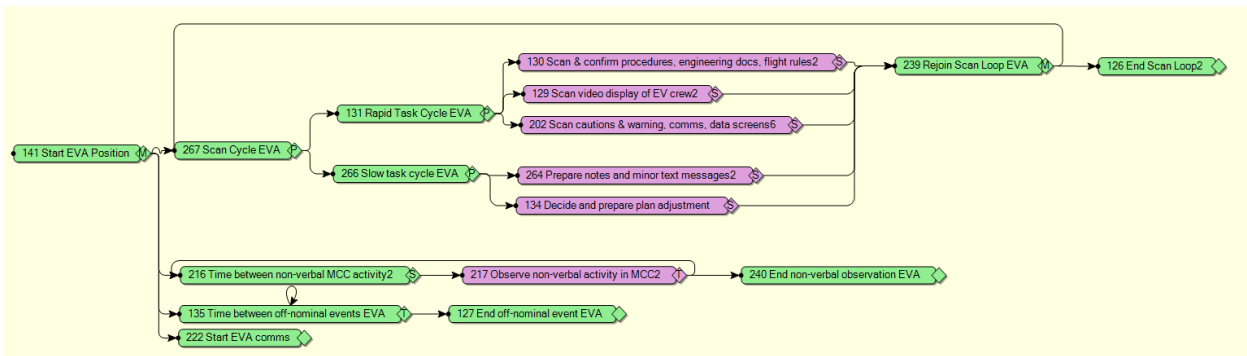 130 Scan & confirm procedures, engineering docs, flight rules2 S
239 Rejoin Scan Loop EVA M
126 End Scan Loop2
129 Scan video display of EV crew2 S
131 Rapid Task Cycle EVA P
202 Scan cautions & warning, comms, data screens6 S
141 Start EVA Position M
267 Scan Cycle EVA P
266 Slow task cycle EVA P
264 Prepare notes and minor text messages2 S
134 Decide and prepare plan adjustment S
216 Time between non-verbal MCC activity2 S
217 Observe non-verbal activity in MCC2 T
240 End non-verbal observation EVA
135 Time between off-nominal events EVA T
127 End off-nominal event EVA
222 Start EVA comms